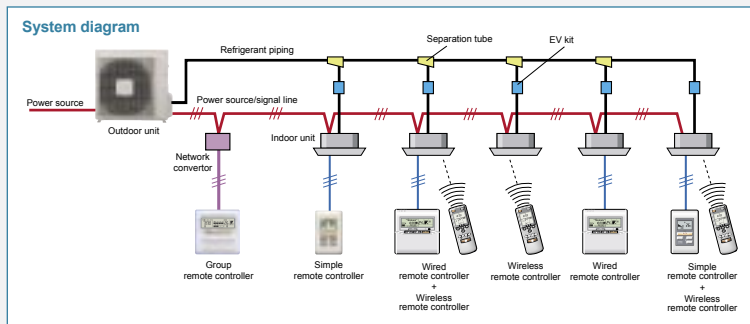 System diagram
Separation tube
EV kit
Refrigerant piping
Power source
Power source/signal line
Outdoor unit
Indoor unit
Network
convertor
Group
remote controller
Simple
remote controller
Wired
remote controller
+
Wireless
remote controller
Wireless
remote controller
Wired
remote controller
Simple
remote controller
+
Wireless
remote controller